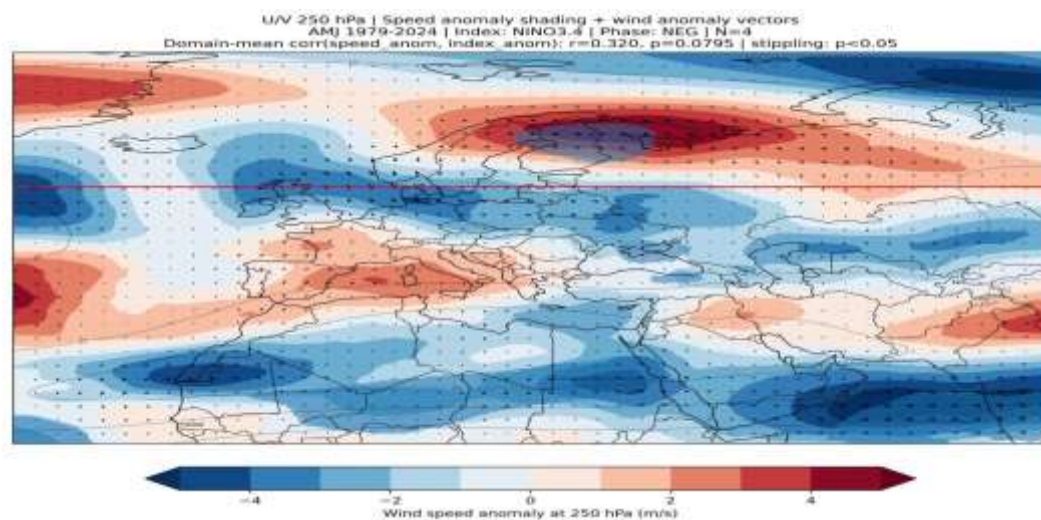 U/V 250 hPa | Speed anomaly shading + wind anomaly vectors
AMJ 1979-2024 | Index: NINO3.4 | Phase: NEG | N=4
Domain-mean corr(speed_anom, index_anom): r=0.320, p=0.0795 | stippling: p<0.05
−4 −2 0 2 4
Wind speed anomaly at 250 hPa (m/s)